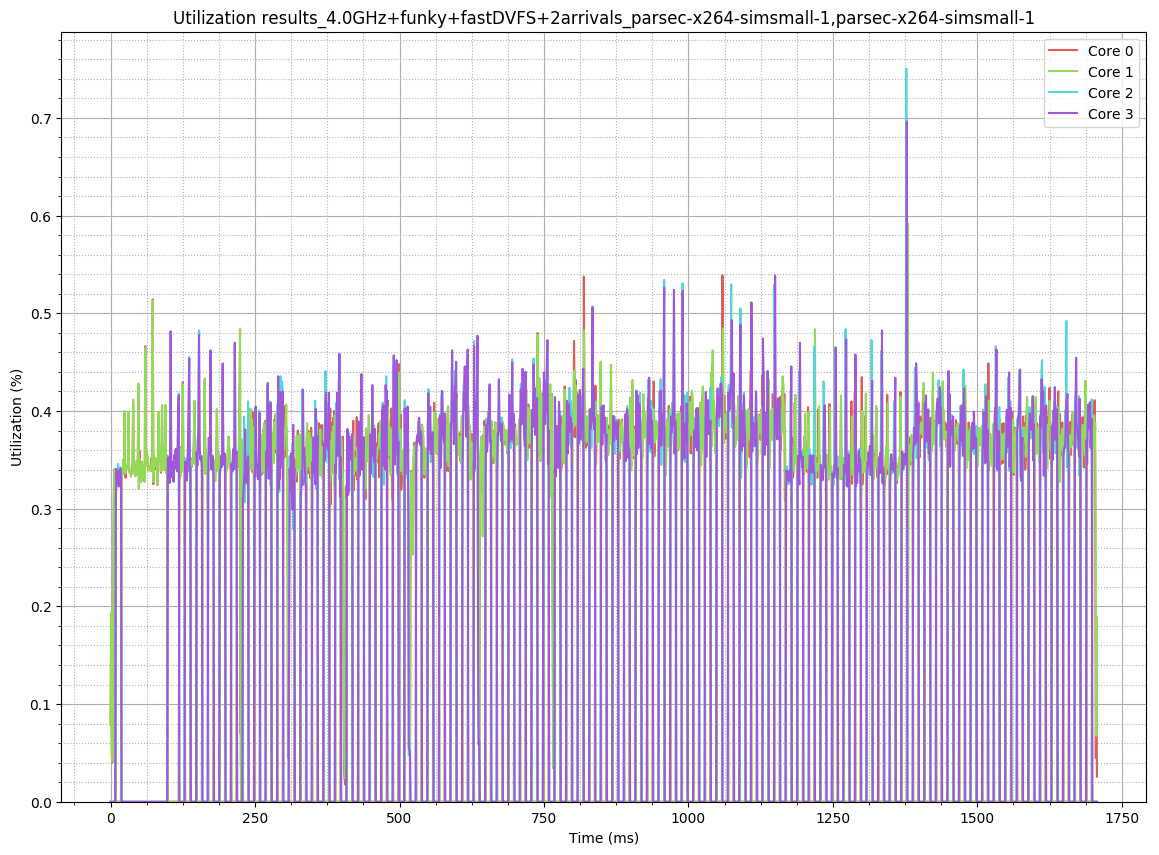 Utilization results_4.0GHz+funky+fastDVFS+2arrivals_parsec-x264-simsmall-1,parsec-x264-simsmall-1
Core 0
Core 1
Core 2
Core 3
0.7
0.6
0.5
0.4
0.3
0.2
0.1
0.0
Utilization (%)
0 250 500 750 1000 1250 1500 1750
Time (ms)